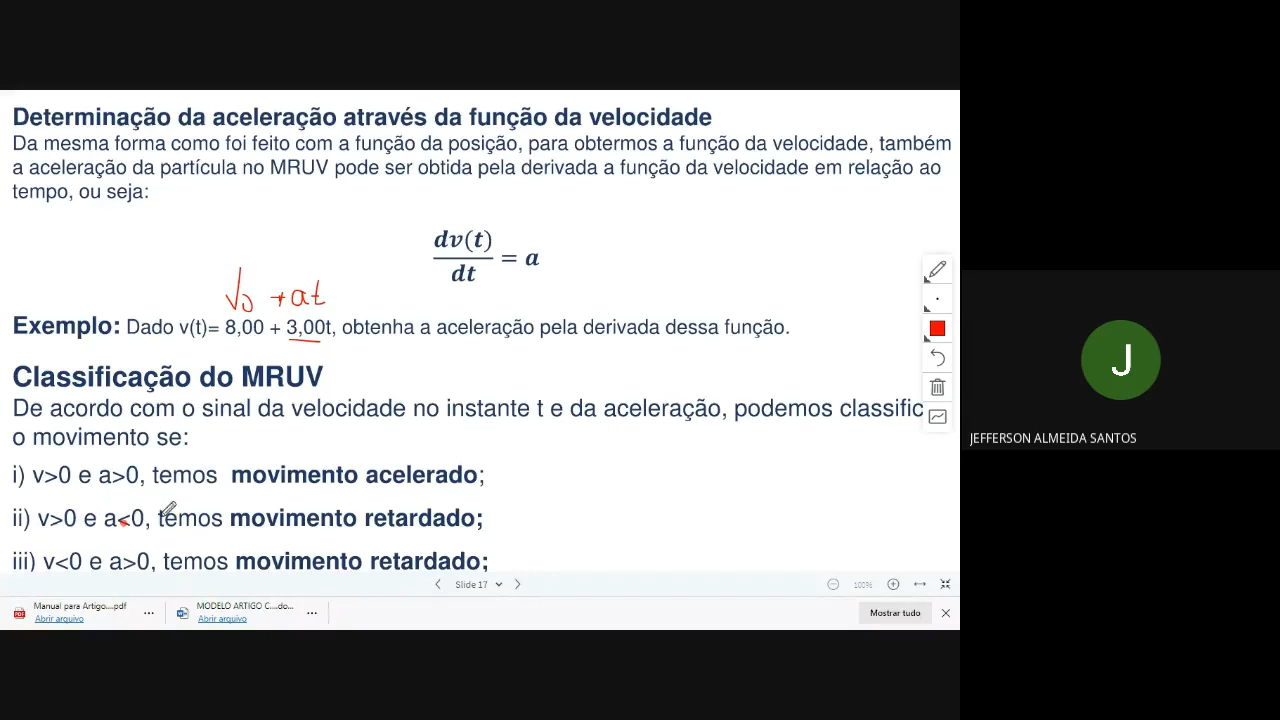 Determinação da aceleração através da função da velocidade
Da mesma forma como foi feito com a função da posição, para obtermos a função da velocidade, também
a aceleração da partícula no MRUV pode ser obtida pela derivada a função da velocidade em relação ao
tempo, ou seja:
dv(t)/dt = a
V0 + at
Exemplo: Dado v(t)= 8,00 + 3,00t, obtenha a aceleração pela derivada dessa função.
Classificação do MRUV
De acordo com o sinal da velocidade no instante t e da aceleração, podemos classific
o movimento se:
i) v>0 e a>0, temos movimento acelerado;
ii) v>0 e a<0, temos movimento retardado;
iii) v<0 e a>0, temos movimento retardado;
Slide 17
100%
Manual para Artigo....pdf
Abrir arquivo
MODELO ARTIGO C....do...
Abrir arquivo
Mostrar tudo
J
JEFFERSON ALMEIDA SANTOS